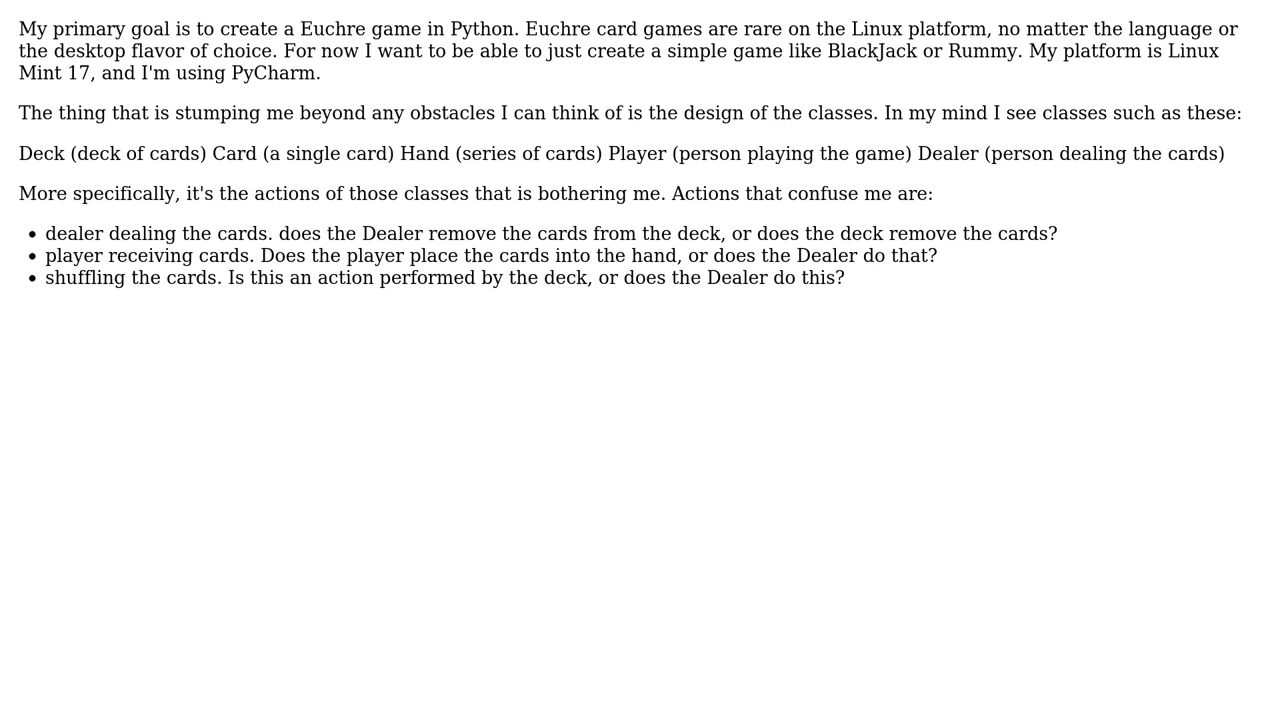 My primary goal is to create a Euchre game in Python. Euchre card games are rare on the Linux platform, no matter the language or
the desktop flavor of choice. For now I want to be able to just create a simple game like BlackJack or Rummy. My platform is Linux
Mint 17, and I'm using PyCharm.
The thing that is stumping me beyond any obstacles I can think of is the design of the classes. In my mind I see classes such as these:
Deck (deck of cards) Card (a single card) Hand (series of cards) Player (person playing the game) Dealer (person dealing the cards)
More specifically, it's the actions of those classes that is bothering me. Actions that confuse me are:
• dealer dealing the cards. does the Dealer remove the cards from the deck, or does the deck remove the cards?
• player receiving cards. Does the player place the cards into the hand, or does the Dealer do that?
• shuffling the cards. Is this an action performed by the deck, or does the Dealer do this?